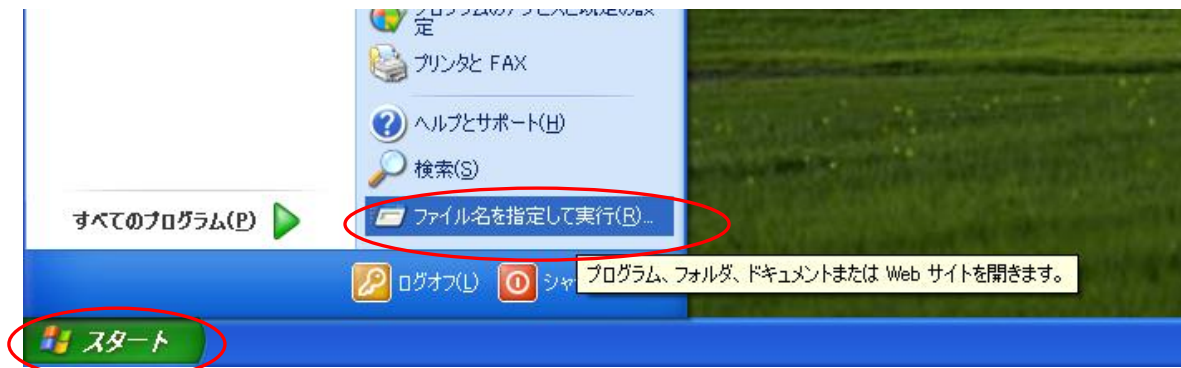 定
プリンタと FAX
ヘルプとサポート(H)
検索(S)
すべてのプログラム(P)
ファイル名を指定して実行(R)...
ログオフ(L)
シャ
プログラム、フォルダ、ドキュメントまたは Web サイトを開きます。
スタート